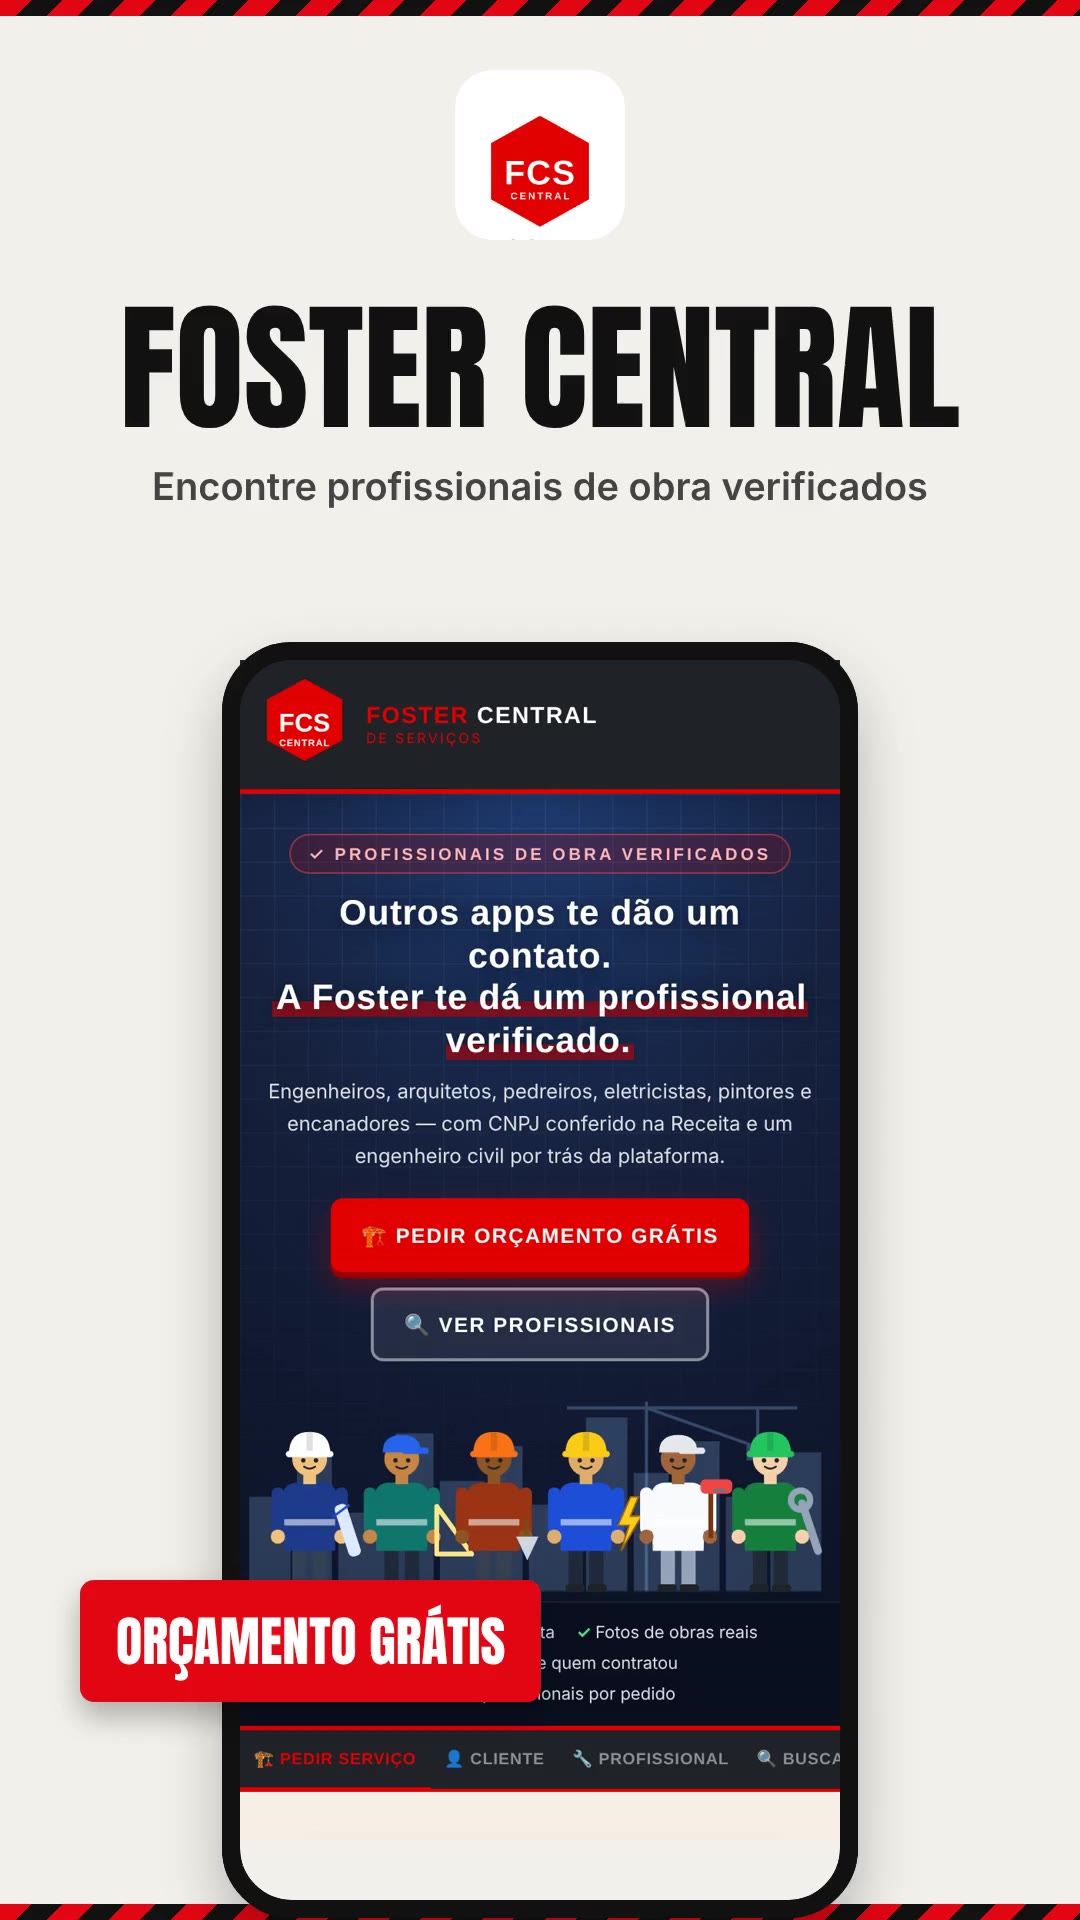 FCS
CENTRAL
FOSTER CENTRAL
Encontre profissionais de obra verificados
FCS
CENTRAL
FOSTER CENTRAL
DE SERVIÇOS
✓ PROFISSIONAIS DE OBRA VERIFICADOS
Outros apps te dão um
contato.
A Foster te dá um profissional
verificado.
Engenheiros, arquitetos, pedreiros, eletricistas, pintores e
encanadores — com CNPJ conferido na Receita e um
engenheiro civil por trás da plataforma.
PEDIR ORÇAMENTO GRÁTIS
VER PROFISSIONAIS
ORÇAMENTO GRÁTIS
✓ Fotos de obras reais
quem contratou
por pedido
PEDIR SERVIÇO CLIENTE PROFISSIONAL BUSCA